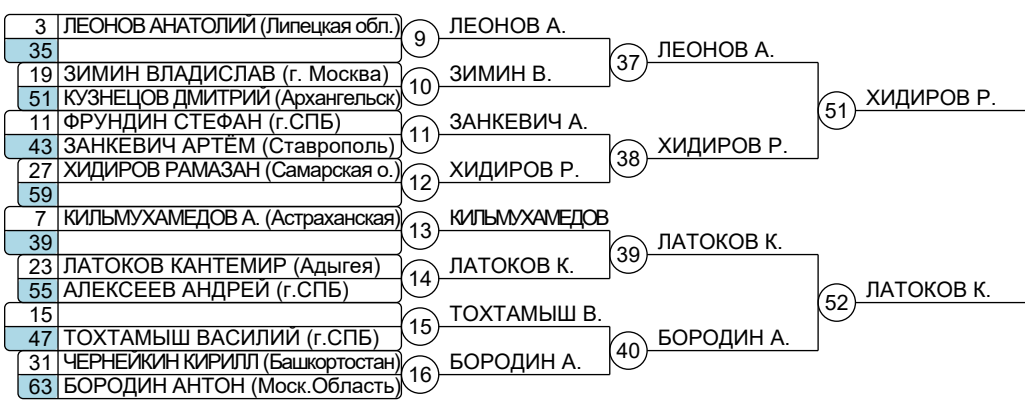 3 ЛЕОНОВ АНАТОЛИЙ (Липецкая обл.)
35
19 ЗИМИН ВЛАДИСЛАВ (г. Москва)
51 КУЗНЕЦОВ ДМИТРИЙ (Архангельск)
11 ФРУНДИН СТЕФАН (г.СПБ)
43 ЗАНКЕВИЧ АРТЁМ (Ставрополь)
27 ХИДИРОВ РАМАЗАН (Самарская о.)
59
7 КИЛЬМУХАМЕДОВ А. (Астраханская)
39
23 ЛАТОКОВ КАНТЕМИР (Адыгея)
55 АЛЕКСЕЕВ АНДРЕЙ (г.СПБ)
15
47 ТОХТАМЫШ ВАСИЛИЙ (г.СПБ)
31 ЧЕРНЕЙКИН КИРИЛЛ (Башкортостан)
63 БОРОДИН АНТОН (Моск.Область)
9 ЛЕОНОВ А.
10 ЗИМИН В.
11 ЗАНКЕВИЧ А.
12 ХИДИРОВ Р.
13 КИЛЬМУХАМЕДОВ
14 ЛАТОКОВ К.
15 ТОХТАМЫШ В.
16 БОРОДИН А.
37 ЛЕОНОВ А.
38 ХИДИРОВ Р.
39 ЛАТОКОВ К.
40 БОРОДИН А.
51 ХИДИРОВ Р.
52 ЛАТОКОВ К.